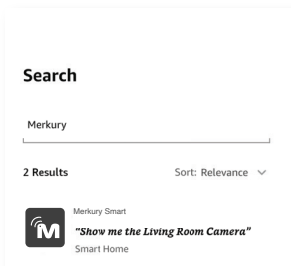 Search
Merkury
2 Results Sort: Relevance
M
Merkury Smart
"Show me the Living Room Camera"
Smart Home